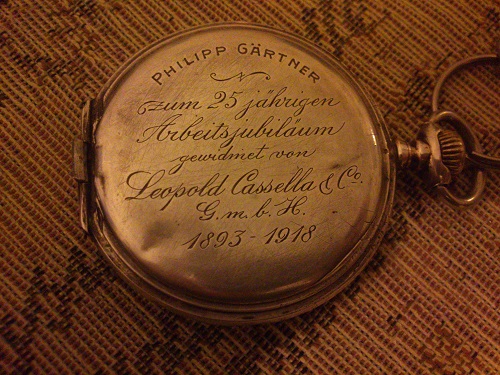 PHILIPP GÄRTNER
zum 25 jährigen
Arbeitsjubiläum
gewidmet von
Leopold Cassella & Co.
G.m.b.H.
1893-1918